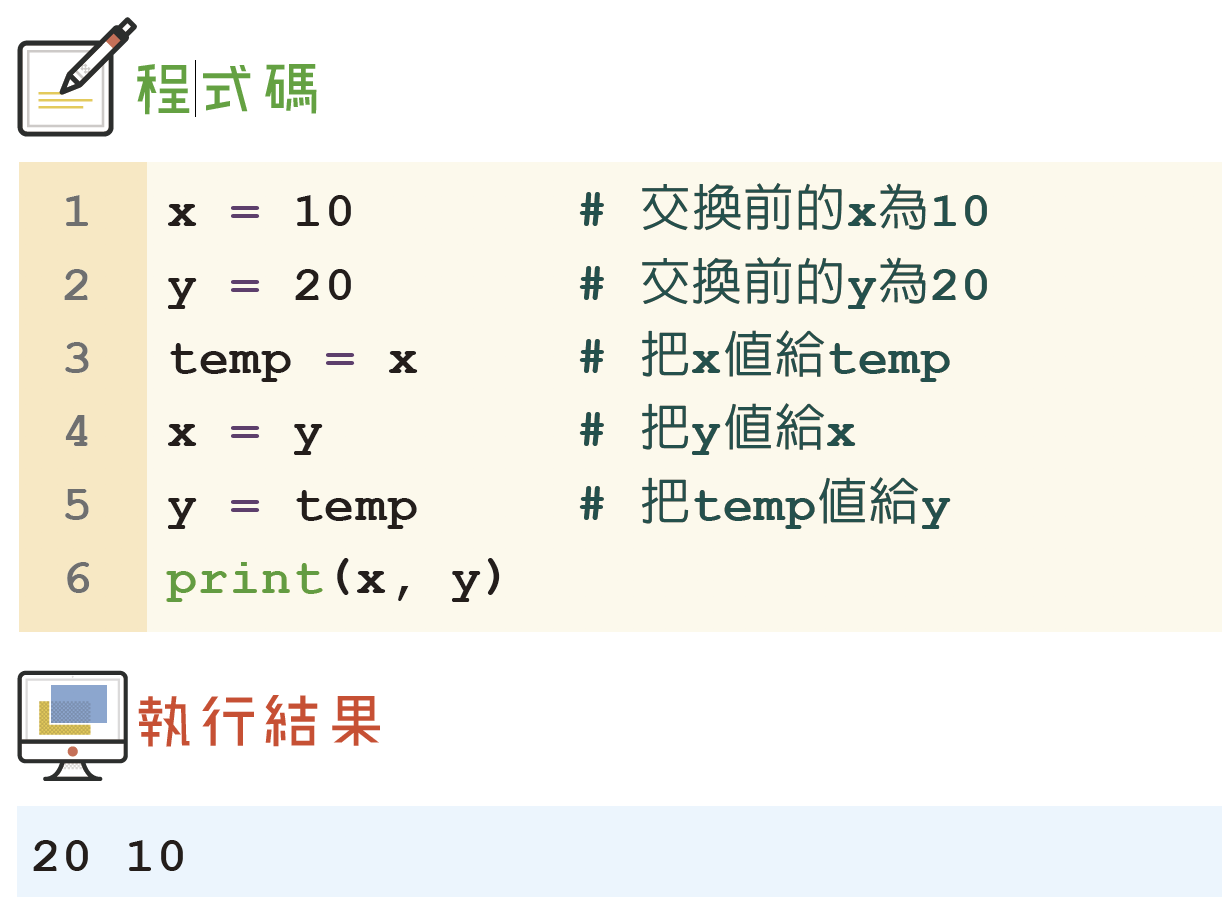 程式碼
1 x = 10 # 交換前的x為10
2 y = 20 # 交換前的y為20
3 temp = x # 把x值給temp
4 x = y # 把y值給x
5 y = temp # 把temp值給y
6 print(x, y)
執行結果
20 10